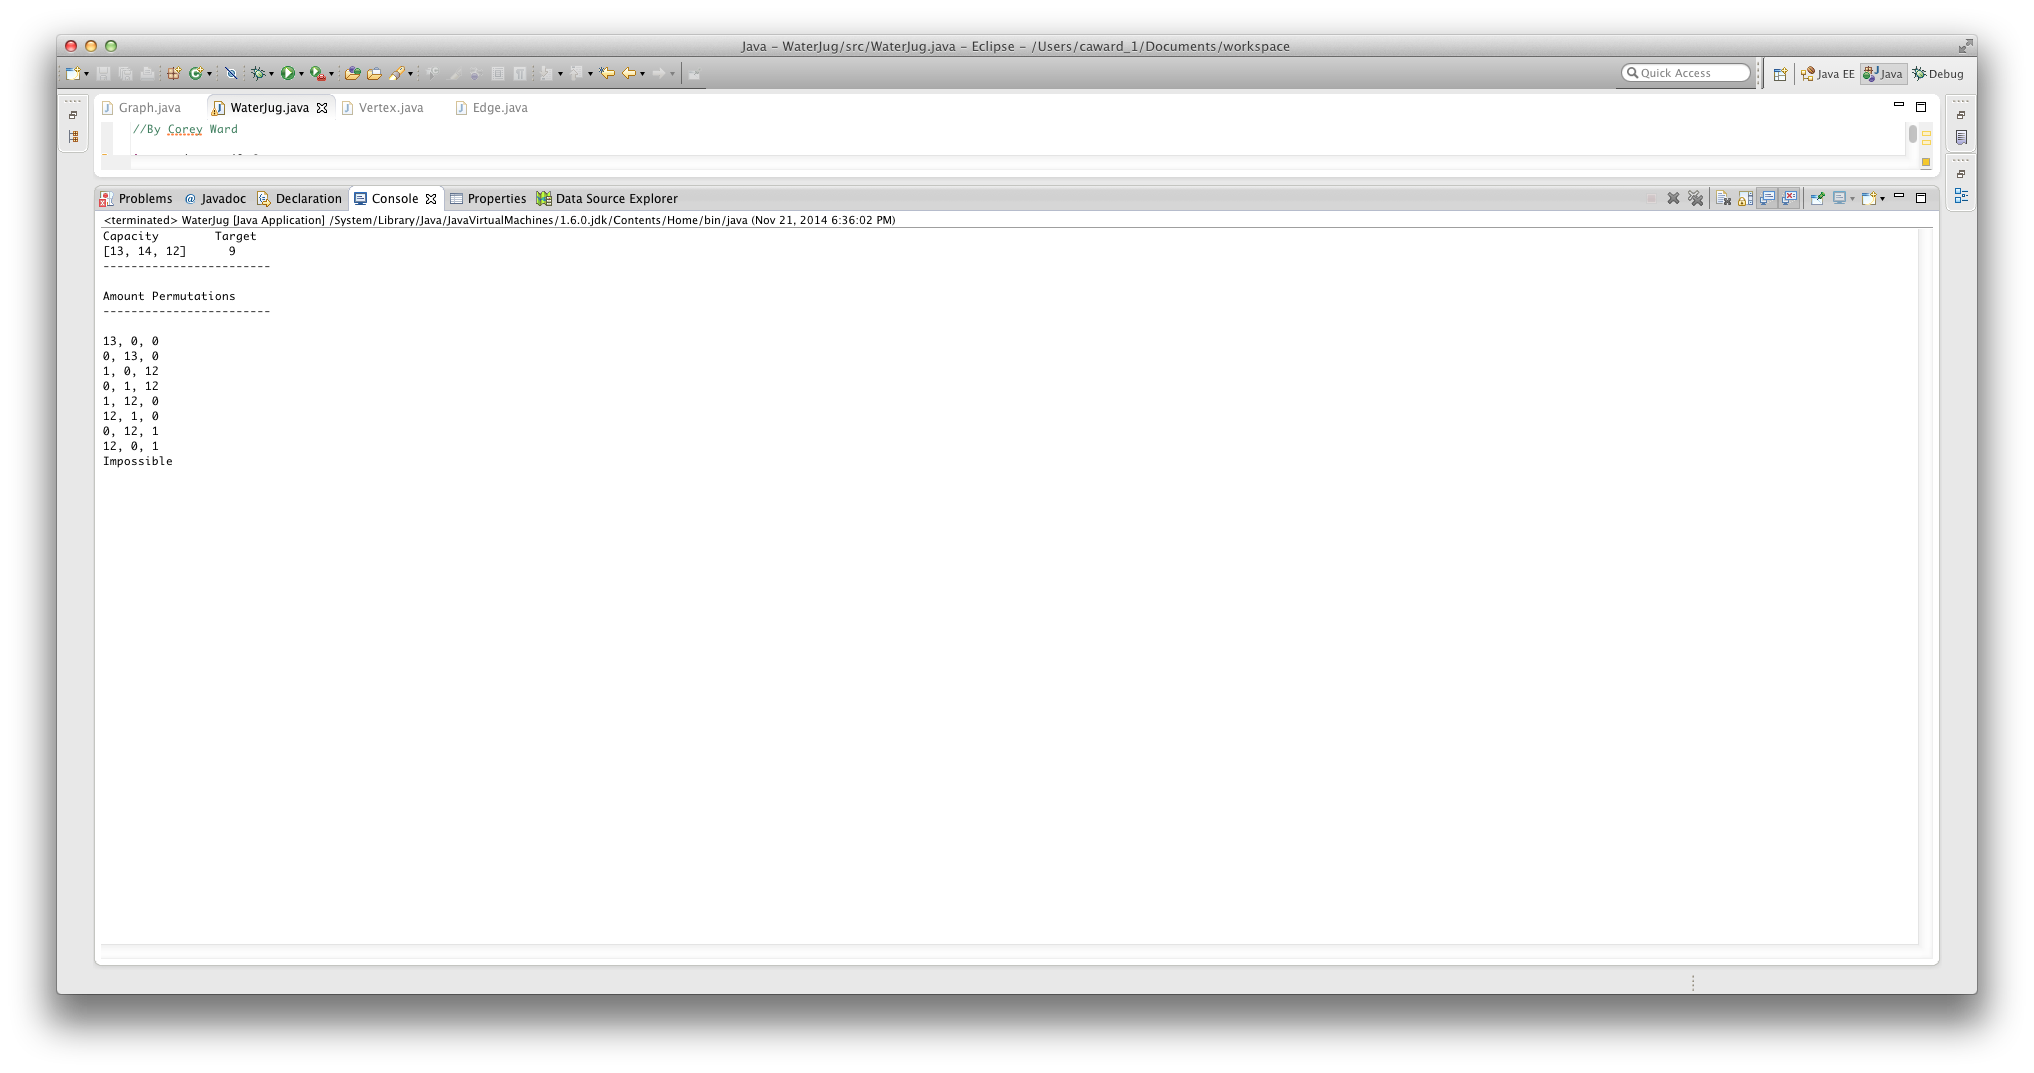 Java – WaterJug/src/WaterJug.java – Eclipse – /Users/caward_1/Documents/workspace
Quick Access
Java EE
Java
Debug
Graph.java
WaterJug.java
Vertex.java
Edge.java
//By Corey Ward
Problems
Javadoc
Declaration
Console
Properties
Data Source Explorer
<terminated> WaterJug [Java Application] /System/Library/Java/JavaVirtualMachines/1.6.0.jdk/Contents/Home/bin/java (Nov 21, 2014 6:36:02 PM)
Capacity        Target
[13, 14, 12]      9
------------------------
Amount Permutations
------------------------
13, 0, 0
0, 13, 0
1, 0, 12
0, 1, 12
1, 12, 0
12, 1, 0
0, 12, 1
12, 0, 1
Impossible